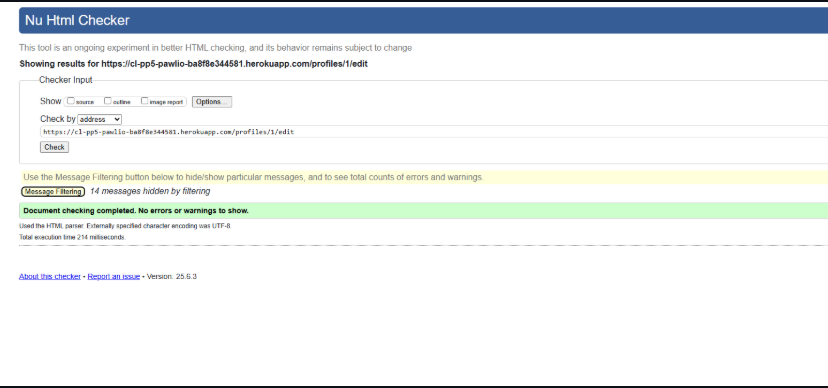 Nu Html Checker
This tool is an ongoing experiment in better HTML checking, and its behavior remains subject to change
Showing results for https://cl-pp5-pawlio-ba8f8e344581.herokuapp.com/profiles/1/edit
Checker Input
Show source outline image report Options...
Check by address
https://cl-pp5-pawlio-ba8f8e344581.herokuapp.com/profiles/1/edit
Check
Use the Message Filtering button below to hide/show particular messages, and to see total counts of errors and warnings.
Message Filtering 14 messages hidden by filtering
Document checking completed. No errors or warnings to show.
Used the HTML parser. Externally specified character encoding was UTF-8.
Total execution time 214 milliseconds.
About this checker • Report an issue • Version: 25.6.3